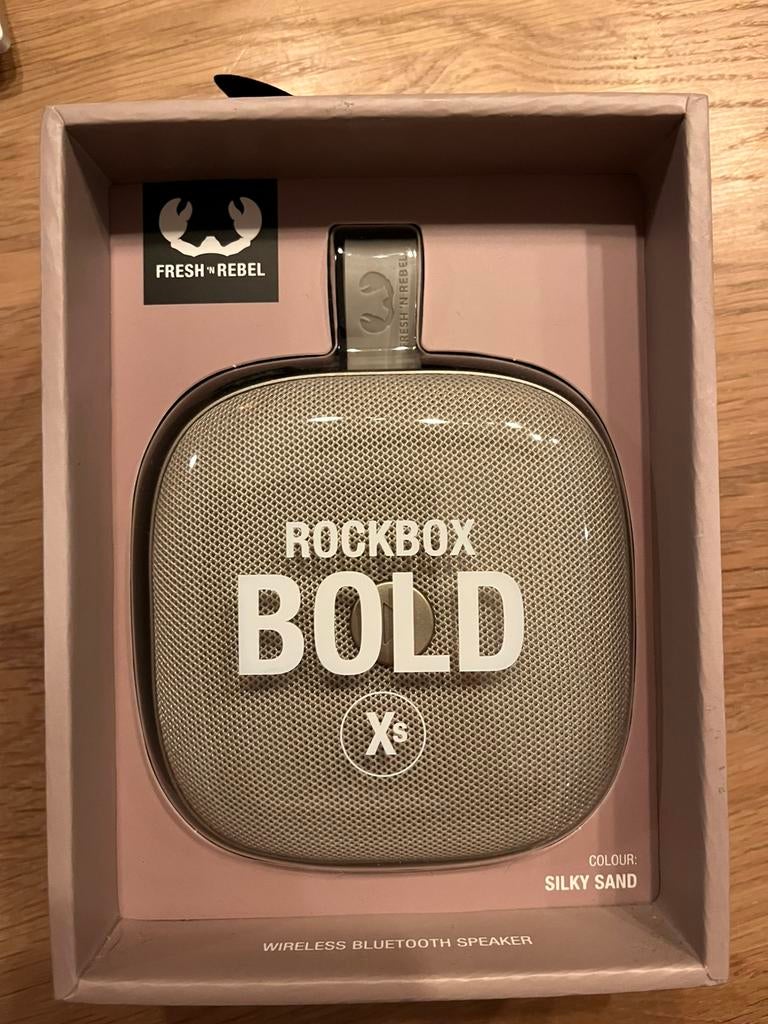 FRESH 'N REBEL
FRESH 'N REBEL
ROCKBOX
BOLD
Xs
COLOUR:
SILKY SAND
WIRELESS BLUETOOTH SPEAKER